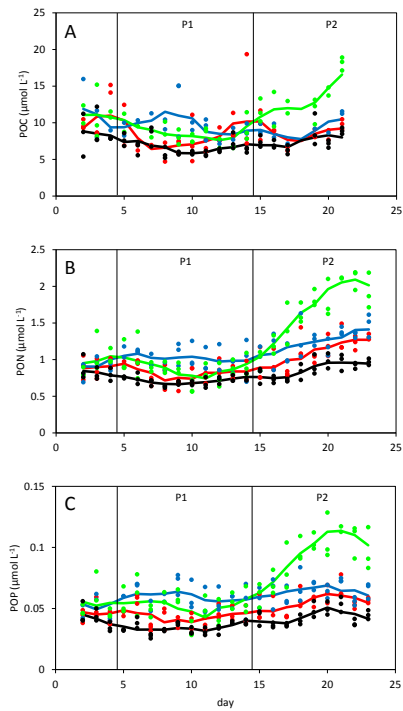 A
P1
P2
25
20
15
10
5
0
POC (µmol L⁻¹)
0 5 10 15 20 25
B
P1
P2
2.5
2
1.5
1
0.5
0
PON (µmol L⁻¹)
0 5 10 15 20 25
C
P1
P2
0.15
0.1
0.05
0
POP (µmol L⁻¹)
0 5 10 15 20 25
day